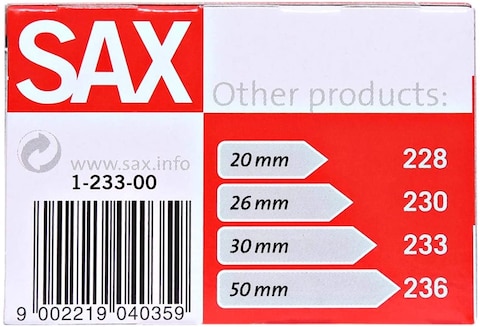 SAX
Other products:
www.sax.info
1-233-00
20 mm 228
26 mm 230
30 mm 233
50 mm 236
9 002219 040359